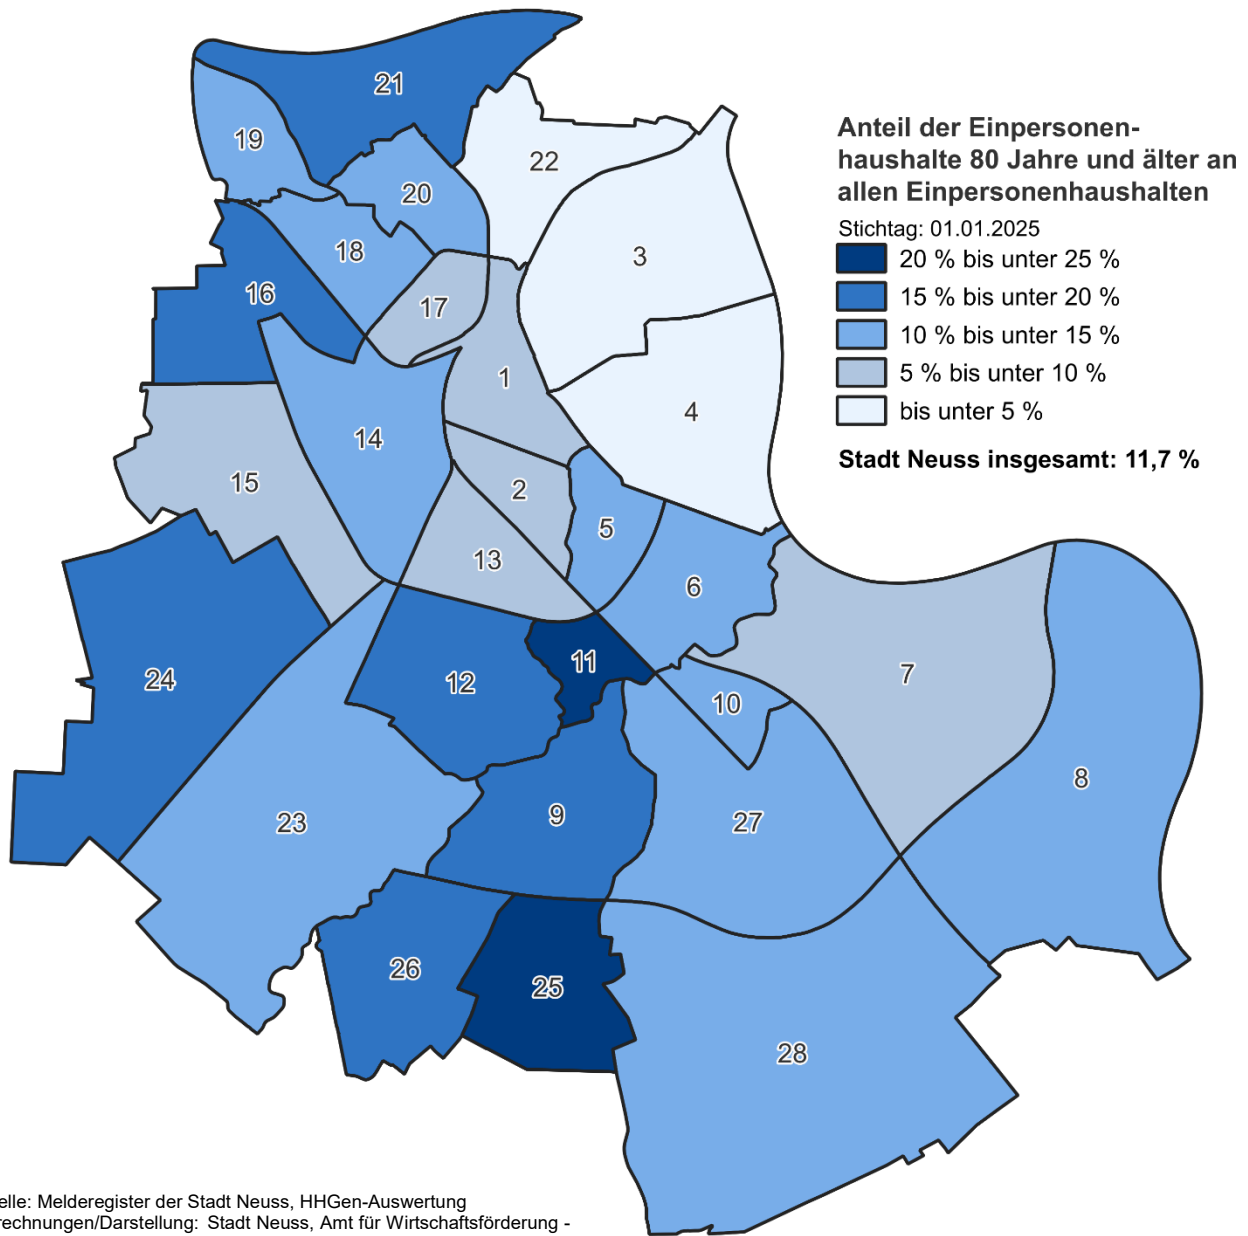 21
19
22
20
18
3
16
17
1
4
14
15
2
5
13
6
11
7
24
12
10
8
9
27
23
26
25
28
Anteil der Einpersonen-
haushalte 80 Jahre und älter an
allen Einpersonenhaushalten
Stichtag: 01.01.2025
20 % bis unter 25 %
15 % bis unter 20 %
10 % bis unter 15 %
5 % bis unter 10 %
bis unter 5 %
Stadt Neuss insgesamt: 11,7 %
elle: Melderegister der Stadt Neuss, HHGen-Auswertung
rechnungen/Darstellung: Stadt Neuss, Amt für Wirtschaftsförderung -